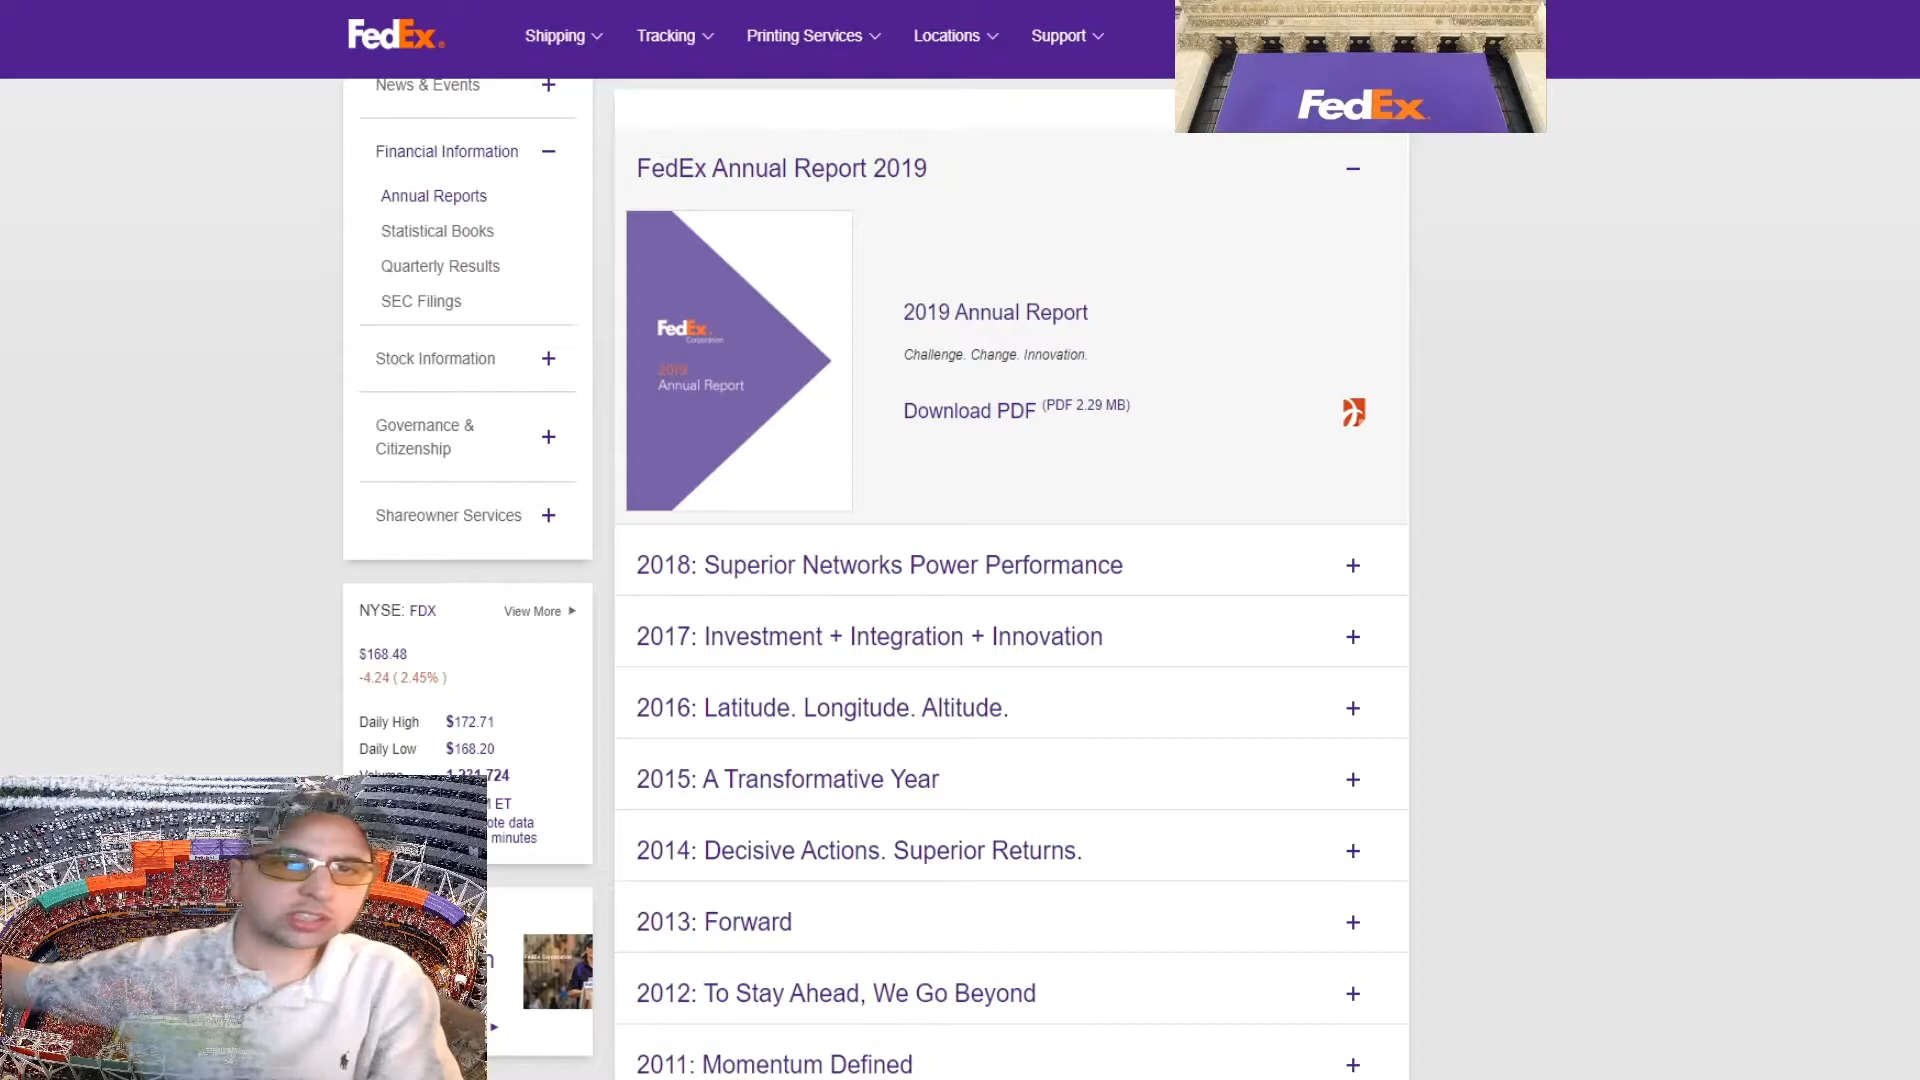 FedEx®
Shipping
Tracking
Printing Services
Locations
Support
FedEx
News & Events
Financial Information
Annual Reports
Statistical Books
Quarterly Results
SEC Filings
Stock Information
Governance &
Citizenship
Shareowner Services
NYSE: FDX
View More
$168.48
-4.24 ( 2.45% )
Daily High $172.71
Daily Low $168.20
ET
minutes
FedEx Annual Report 2019
FedEx
Corporation
2019
Annual Report
2019 Annual Report
Challenge. Change. Innovation.
Download PDF (PDF 2.29 MB)
2018: Superior Networks Power Performance
2017: Investment + Integration + Innovation
2016: Latitude. Longitude. Altitude.
2015: A Transformative Year
2014: Decisive Actions. Superior Returns.
2013: Forward
2012: To Stay Ahead, We Go Beyond
2011: Momentum Defined